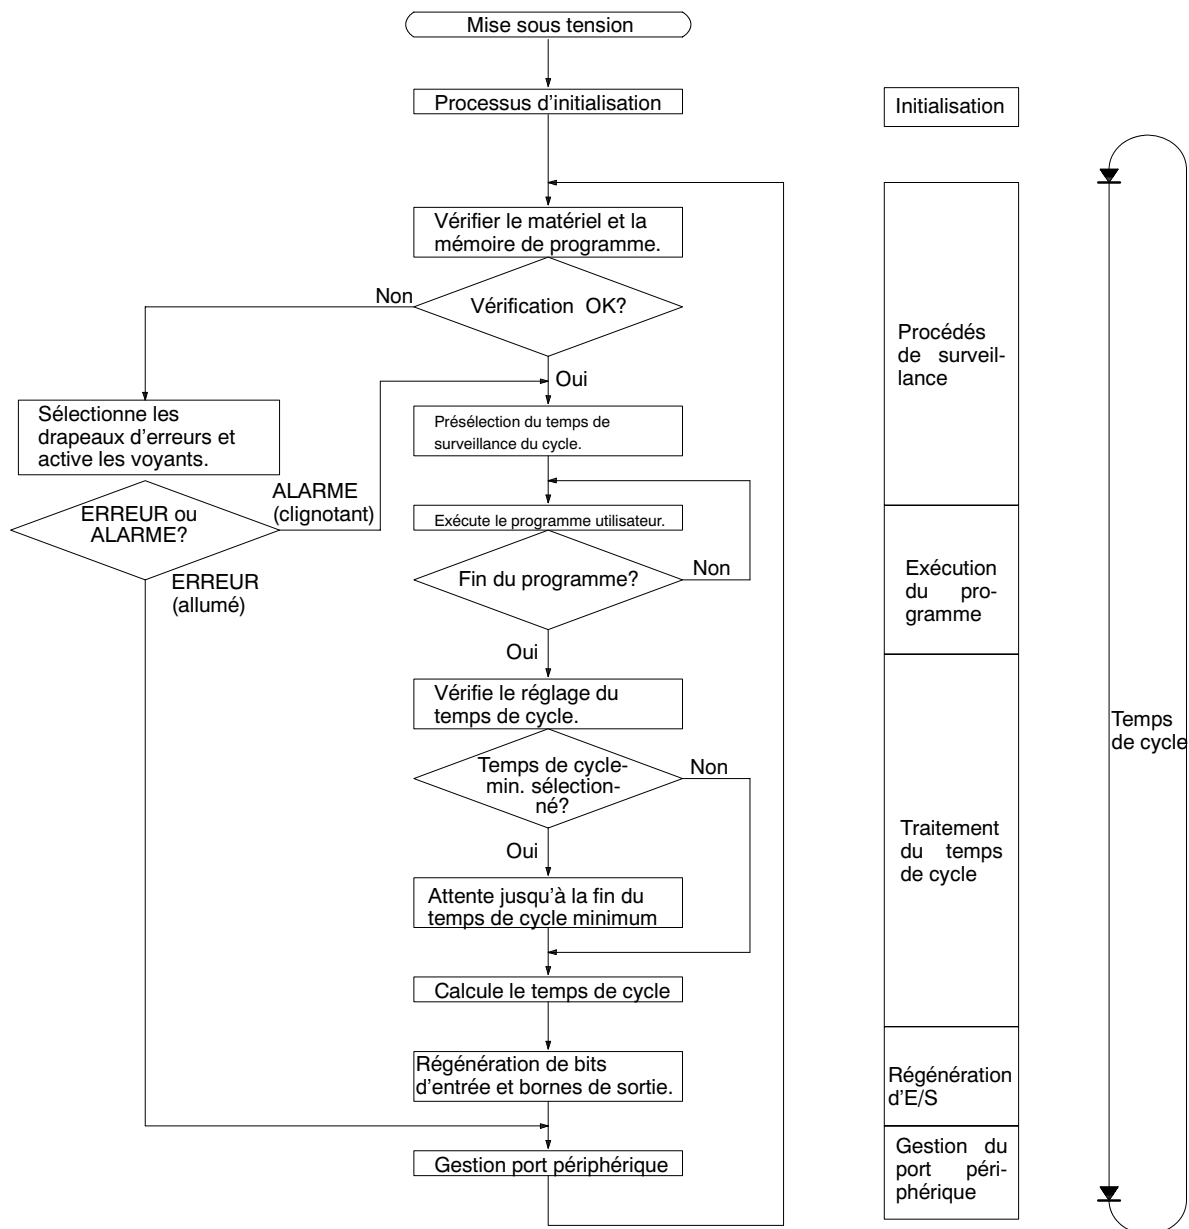 Mise sous tension
Processus d'initialisation
Initialisation
Vérifier le matériel et la
mémoire de programme.
Non
Vérification OK?
Procédés
de surveil-
lance
Oui
Sélectionne les
drapeaux d'erreurs et
active les voyants.
Présélection du temps de
surveillance du cycle.
ALARME
(clignotant)
ERREUR ou
ALARME?
Exécute le programme utilisateur.
ERREUR
(allumé)
Fin du programme?
Non
Exécution
du pro-
gramme
Oui
Vérifie le réglage du
temps de cycle.
Temps
de cycle
Temps de cycle-
min. sélection-
né?
Non
Oui
Traitement
du temps
de cycle
Attente jusqu'à la fin du
temps de cycle minimum
Calcule le temps de cycle
Régénération de bits
d'entrée et bornes de sortie.
Régénération
d'E/S
Gestion port périphérique
Gestion du
port péri-
phérique